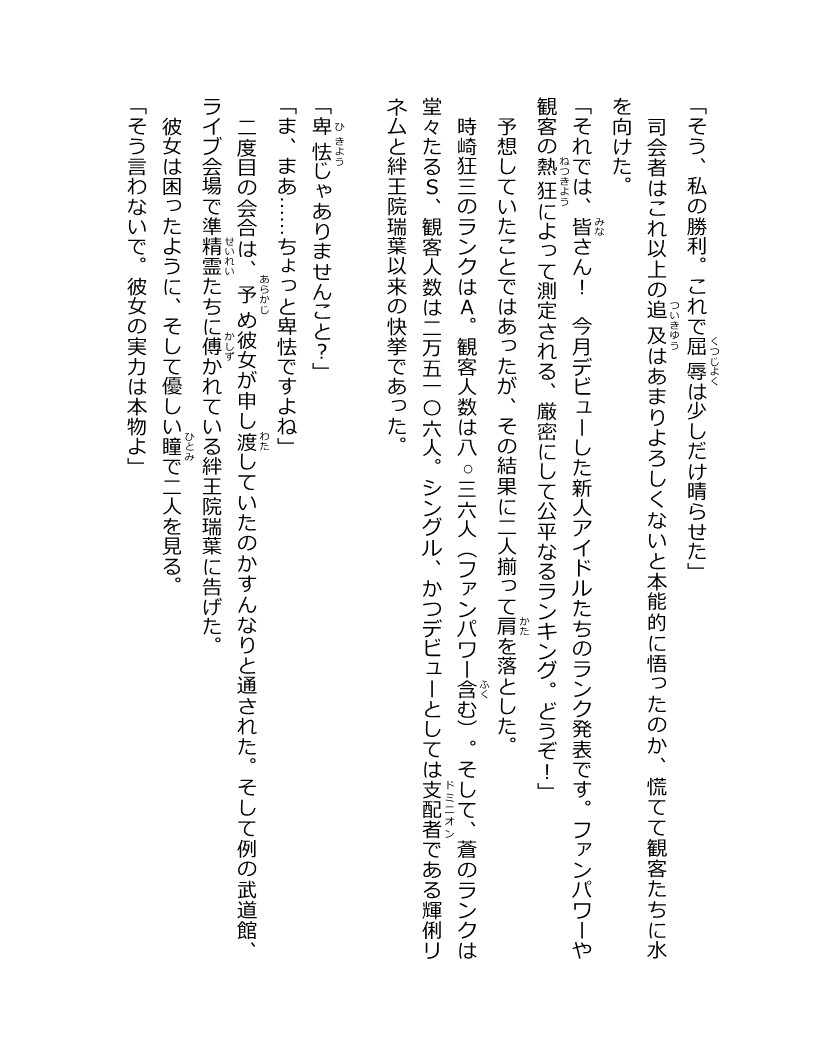 「そう、私の勝利。これで屈辱は少しだけ晴らせた」
司会者はこれ以上の追及はあまりよろしくないと本能的に悟ったのか、慌てて観客たちに水
を向けた。
「それでは、皆さん！　今月デビューした新人アイドルたちのランク発表です。ファンパワーや
観客の熱狂によって測定される、厳密にして公平なるランキング。どうぞ！」
予想していたことではあったが、その結果に二人揃って肩を落とした。
時崎狂三のランクはA。観客人数は八○三六人（ファンパワー含む）。そして、蒼のランクは
堂々たるS、観客人数は二万五一〇六人。シングル、かつデビューとしては支配者である輝俐リ
ネムと絆王院瑞葉以来の快挙であった。
「卑怯じゃありませんこと？」
「ま、まあ……ちょっと卑怯ですよね」
二度目の会合は、予め彼女が申し渡していたのかすんなりと通された。そして例の武道館、
ライブ会場で準精霊たちに傅かれている絆王院瑞葉に告げた。
彼女は困ったように、そして優しい瞳で二人を見る。
「そう言わないで。彼女の実力は本物よ」